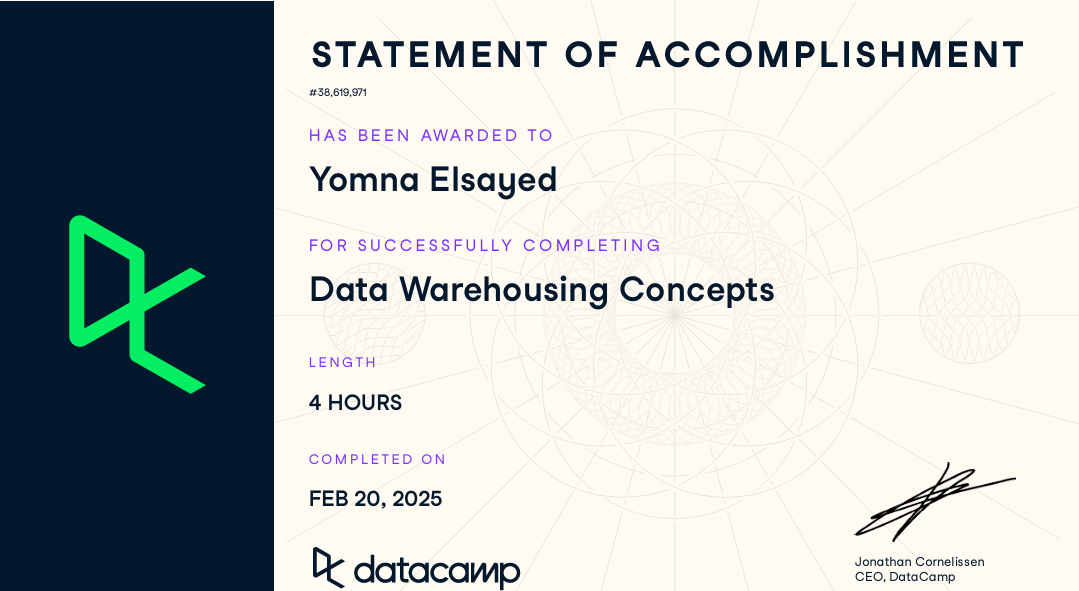 STATEMENT OF ACCOMPLISHMENT
#38,619,971
HAS BEEN AWARDED TO
Yomna Elsayed
FOR SUCCESSFULLY COMPLETING
Data Warehousing Concepts
LENGTH
4 HOURS
COMPLETED ON
FEB 20, 2025
datacamp
Jonathan Cornelissen
CEO, DataCamp